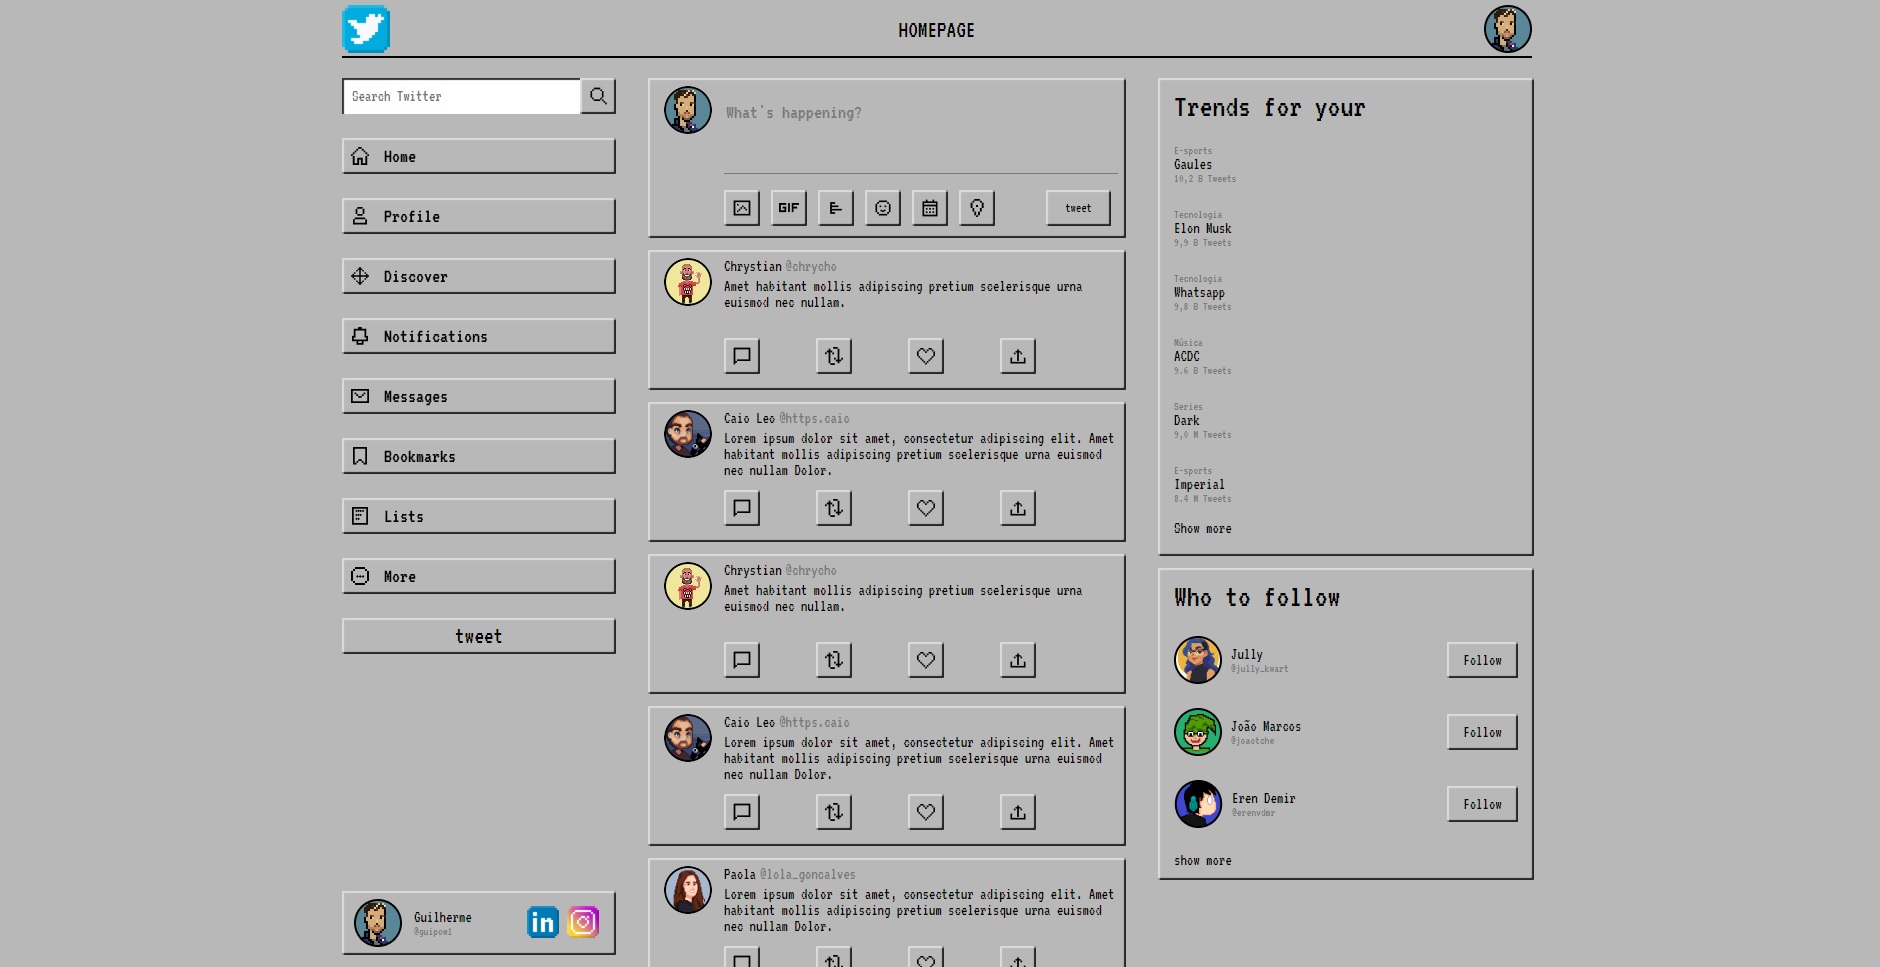 HOMEPAGE
Search Twitter
Home
Profile
Discover
Notifications
Messages
Bookmarks
Lists
More
tweet
Guilherme
@guipow1
in
What's happening?
GIF
tweet
Chrystian @chrycho
Amet habitant mollis adipiscing pretium scelerisque urna
euismod nec nullam.
Caio Leo @https.caio
Lorem ipsum dolor sit amet, consectetur adipiscing elit. Amet
habitant mollis adipiscing pretium scelerisque urna euismod
nec nullam Dolor.
Chrystian @chrycho
Amet habitant mollis adipiscing pretium scelerisque urna
euismod nec nullam.
Caio Leo @https.caio
Lorem ipsum dolor sit amet, consectetur adipiscing elit. Amet
habitant mollis adipiscing pretium scelerisque urna euismod
nec nullam Dolor.
Paola @lola_goncalves
Lorem ipsum dolor sit amet, consectetur adipiscing elit. Amet
habitant mollis adipiscing pretium scelerisque urna euismod
nec nullam Dolor.
Trends for your
E-sports
Gaules
10,2 B Tweets
Tecnologia
Elon Musk
9,9 B Tweets
Tecnologia
Whatsapp
9,8 B Tweets
Música
ACDC
9.6 B Tweets
Series
Dark
9,0 M Tweets
E-sports
Imperial
8.4 M Tweets
Show more
Who to follow
Jully
@jully_kwart
Follow
João Marcos
@joaotche
Follow
Eren Demir
@erenvdmr
Follow
show more